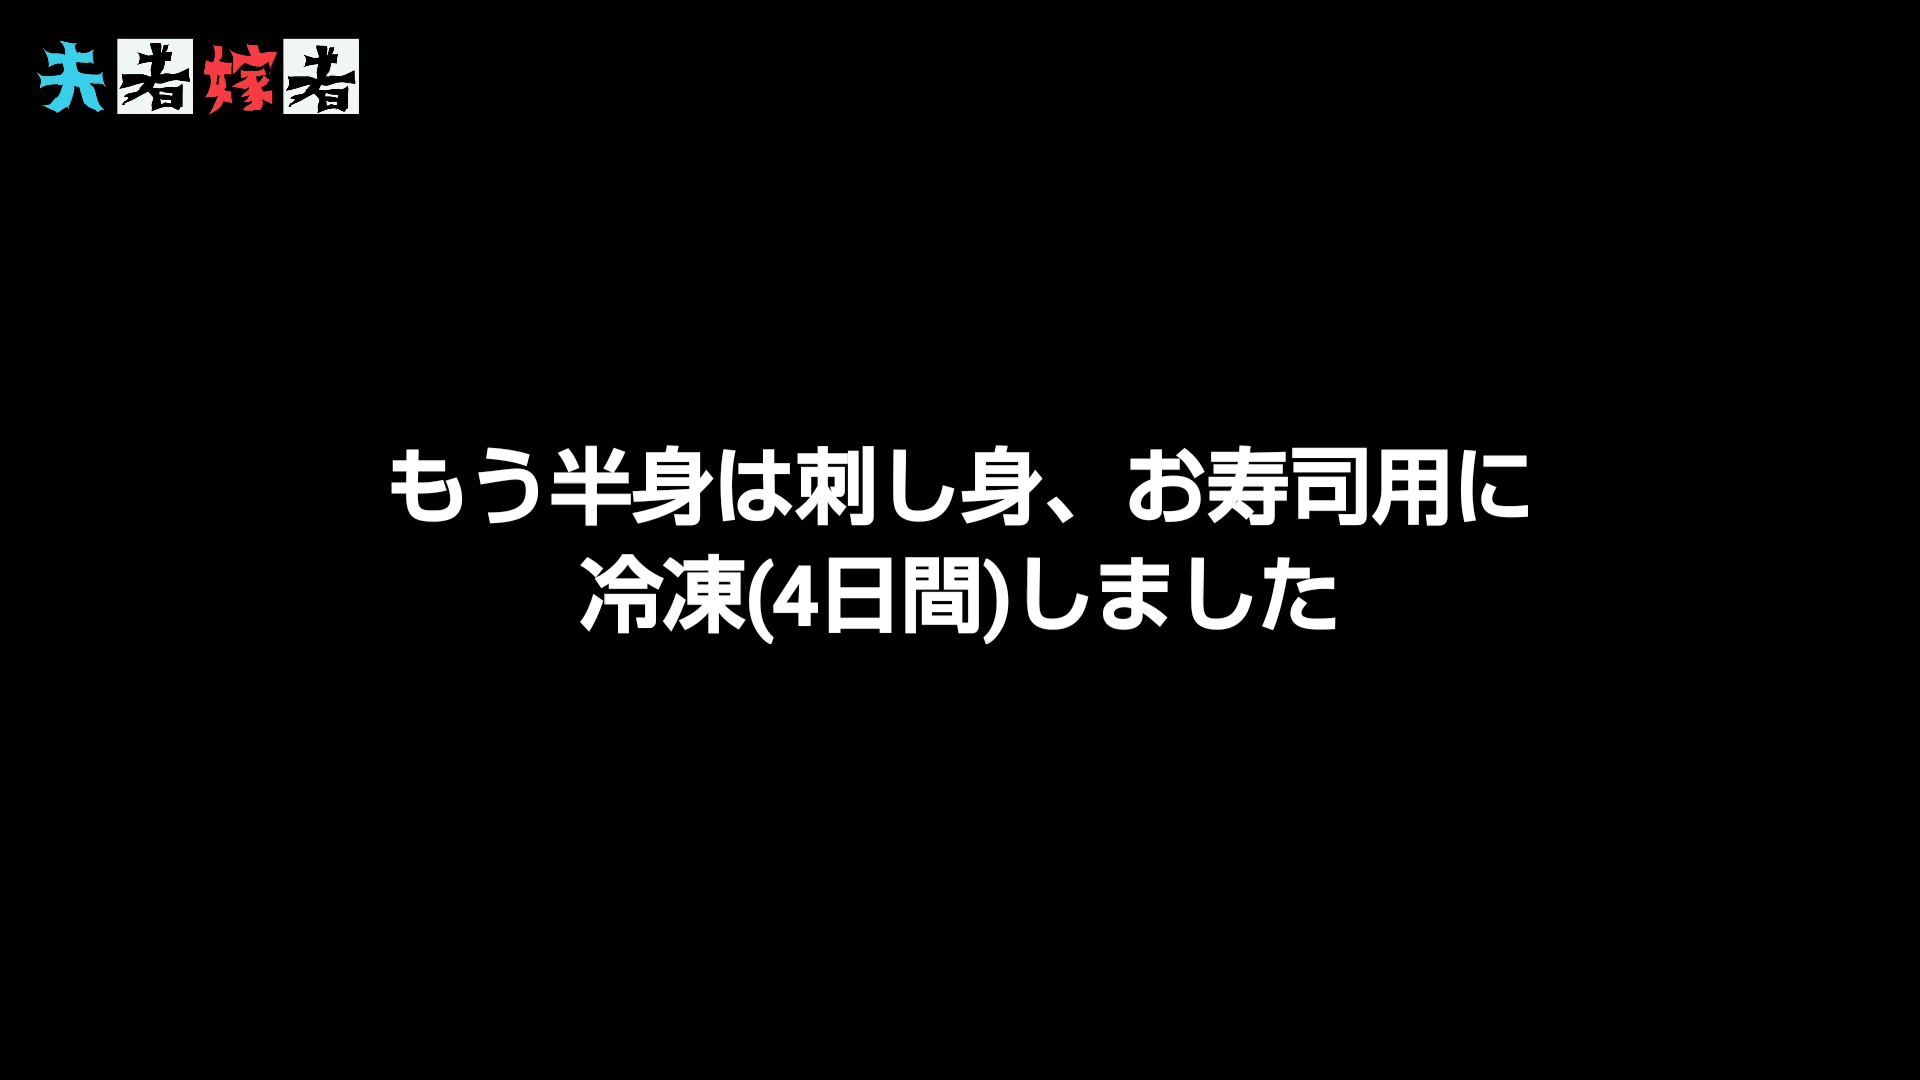 夫者嫁者
もう半身は刺し身、お寿司用に
冷凍(4日間)しました